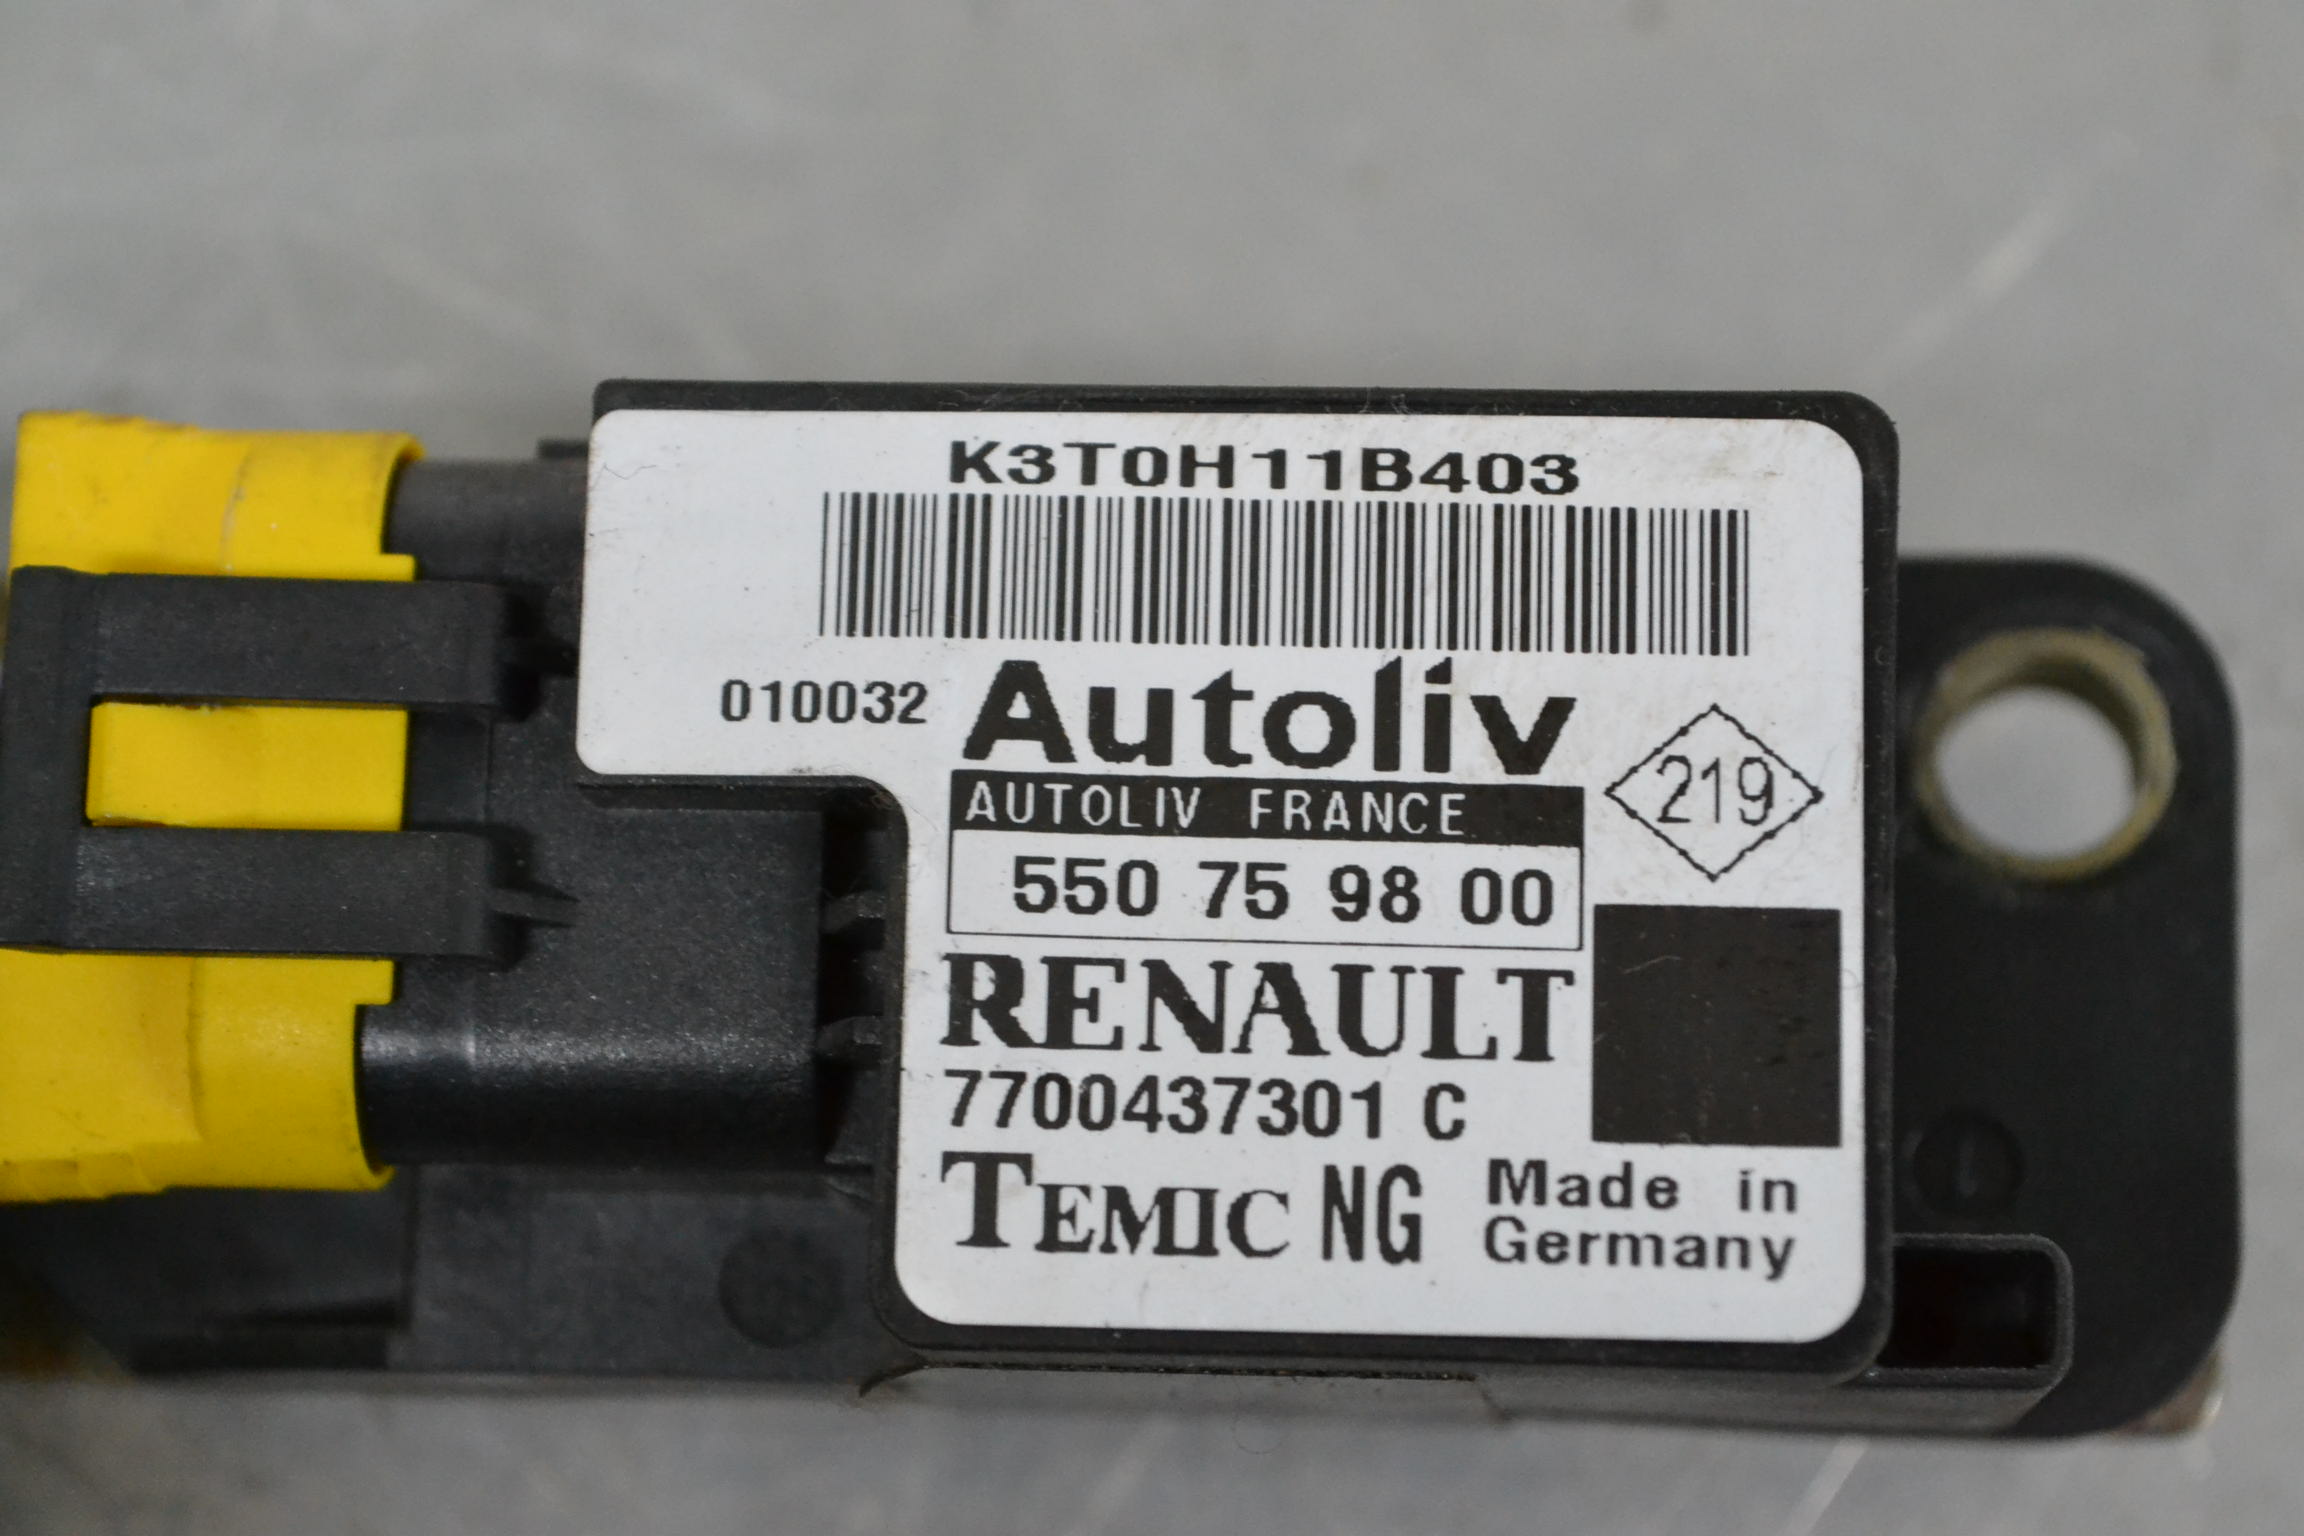 K3T0H11B403
010032
Autoliv
219
AUTOLIV FRANCE
550 75 98 00
RENAULT
7700437301 C
TEMIC NG
Made in
Germany